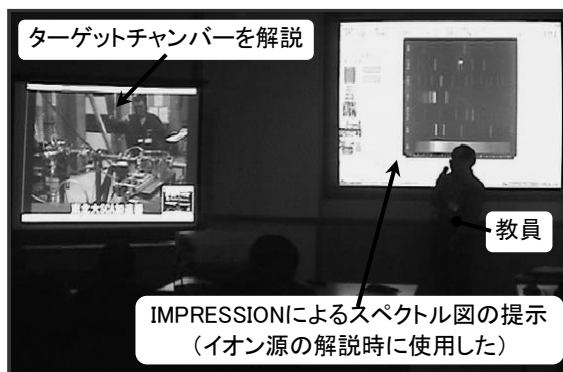 ターゲットチャンバーを解説
教員
IMPRESSIONによるスペクトル図の提示
（イオン源の解説時に使用した）